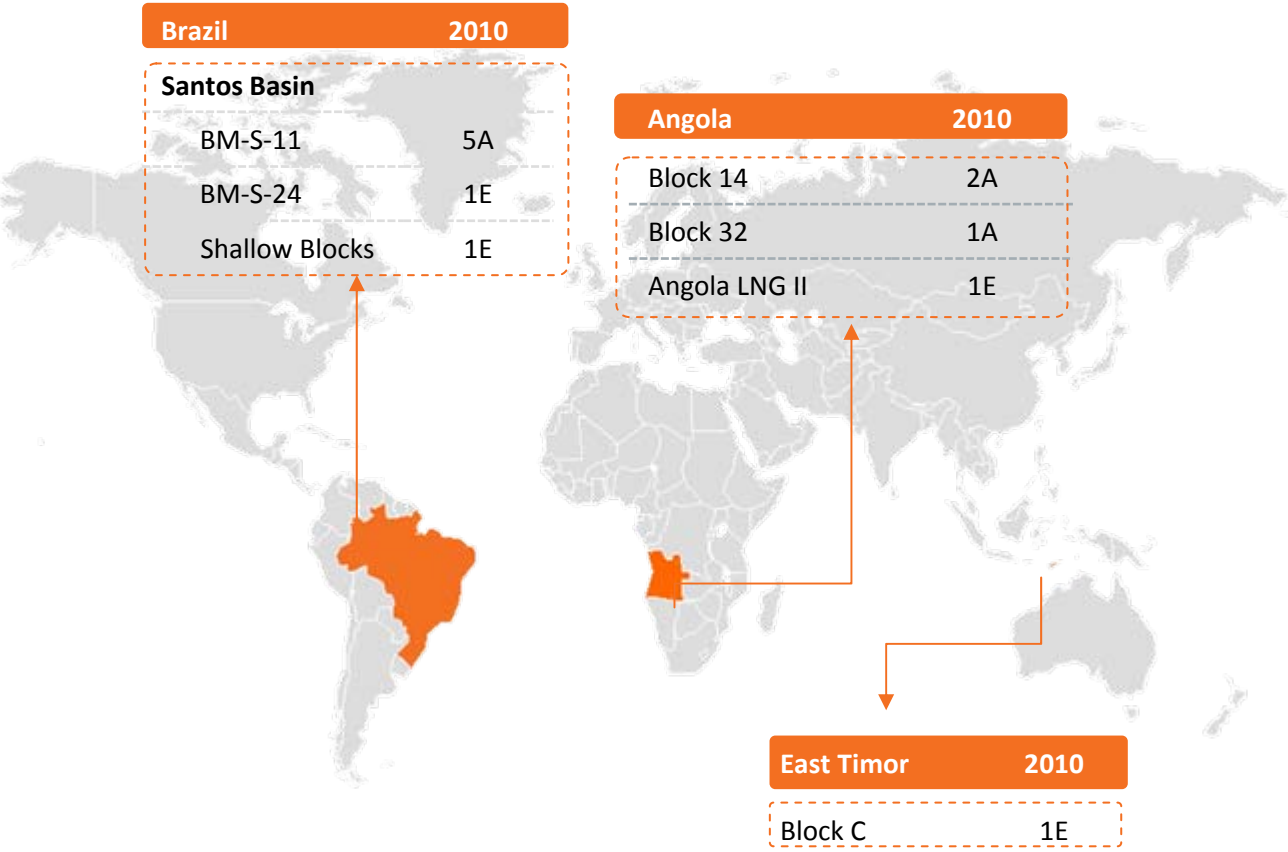 Brazil 2010
Santos Basin
BM-S-11 5A
BM-S-24 1E
Shallow Blocks 1E
Angola 2010
Block 14 2A
Block 32 1A
Angola LNG II 1E
East Timor 2010
Block C 1E